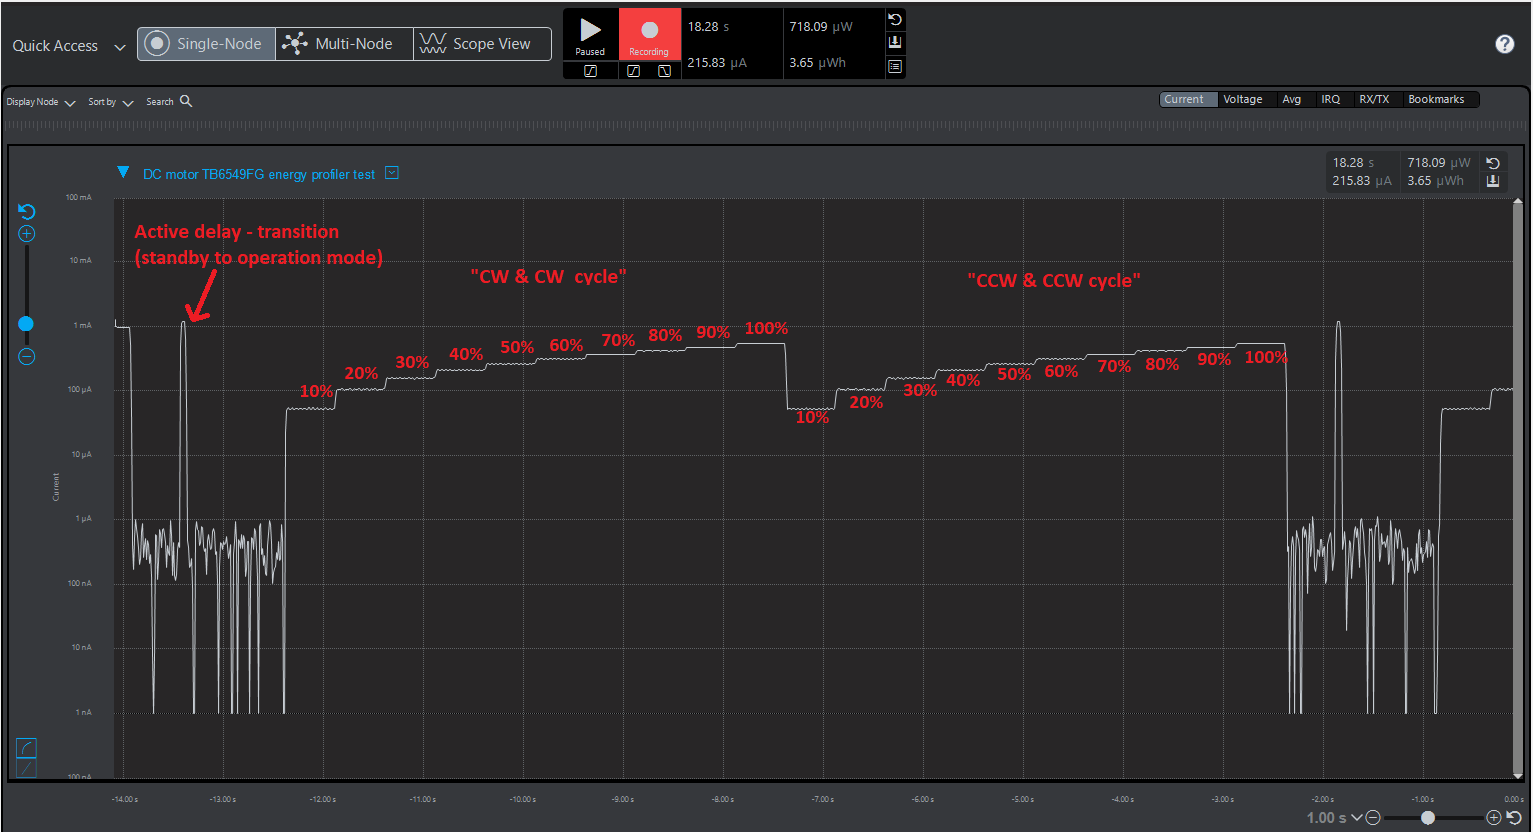 Quick Access
Single-Node
Multi-Node
Scope View
Paused
Recording
18.28 s
718.09 µW
215.83 µA
3.65 µWh
?
Display Node
Sort by
Search
Current
Voltage
Avg
IRQ
RX/TX
Bookmarks
DC motor TB6549FG energy profiler test
18.28 s
718.09 µW
215.83 µA
3.65 µWh
100 mA
10 mA
1 mA
100 µA
10 µA
1 µA
100 nA
10 nA
1 nA
100 nA
Current
Active delay - transition
(standby to operation mode)
"CW & CW cycle"
"CCW & CCW cycle"
10%
20%
30%
40%
50%
60%
70%
80%
90%
100%
10%
20%
30%
40%
50%
60%
70%
80%
90%
100%
-14.00 s
-13.00 s
-12.00 s
-11.00 s
-10.00 s
-9.00 s
-8.00 s
-7.00 s
-6.00 s
-5.00 s
-4.00 s
-3.00 s
-2.00 s
-1.00 s
0.00 s
1.00 s